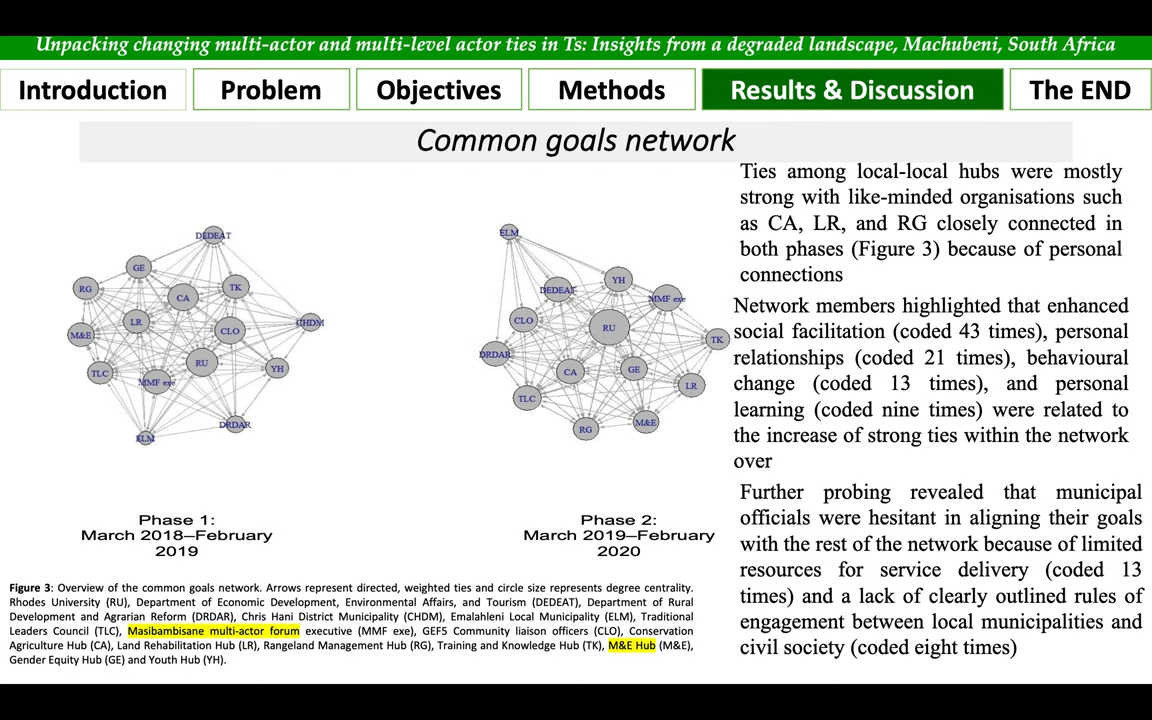 Unpacking changing multi-actor and multi-level actor ties in Ts: Insights from a degraded landscape, Machubeni, South Africa
Introduction
Problem
Objectives
Methods
Results & Discussion
The END
Common goals network
DEDEAT
GE
RG
CA
TK
LR
CLO
CHDM
M&E
RU
TLC
MMF exe
YH
DRDAR
ELM
Phase 1:
March 2018–February
2019
ELM
YH
DEDEAT
MMF exe
CLO
RU
TK
DRDAR
CA
GE
LR
TLC
M&E
RG
Phase 2:
March 2019–February
2020
Figure 3: Overview of the common goals network. Arrows represent directed, weighted ties and circle size represents degree centrality.
Rhodes University (RU), Department of Economic Development, Environmental Affairs, and Tourism (DEDEAT), Department of Rural
Development and Agrarian Reform (DRDAR), Chris Hani District Municipality (CHDM), Emalahleni Local Municipality (ELM), Traditional
Leaders Council (TLC), Masibambisane multi-actor forum executive (MMF exe), GEF5 Community liaison officers (CLO), Conservation
Agriculture Hub (CA), Land Rehabilitation Hub (LR), Rangeland Management Hub (RG), Training and Knowledge Hub (TK), M&E Hub (M&E),
Gender Equity Hub (GE) and Youth Hub (YH).
Ties among local-local hubs were mostly
strong with like-minded organisations such
as CA, LR, and RG closely connected in
both phases (Figure 3) because of personal
connections
Network members highlighted that enhanced
social facilitation (coded 43 times), personal
relationships (coded 21 times), behavioural
change (coded 13 times), and personal
learning (coded nine times) were related to
the increase of strong ties within the network
over
Further probing revealed that municipal
officials were hesitant in aligning their goals
with the rest of the network because of limited
resources for service delivery (coded 13
times) and a lack of clearly outlined rules of
engagement between local municipalities and
civil society (coded eight times)